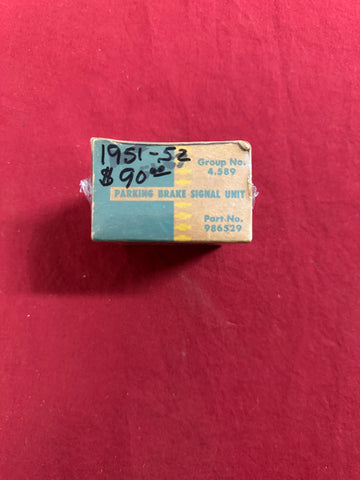 1951-52
$90.00
Group No.
4.589
PARKING BRAKE SIGNAL UNIT
Part No.
986529